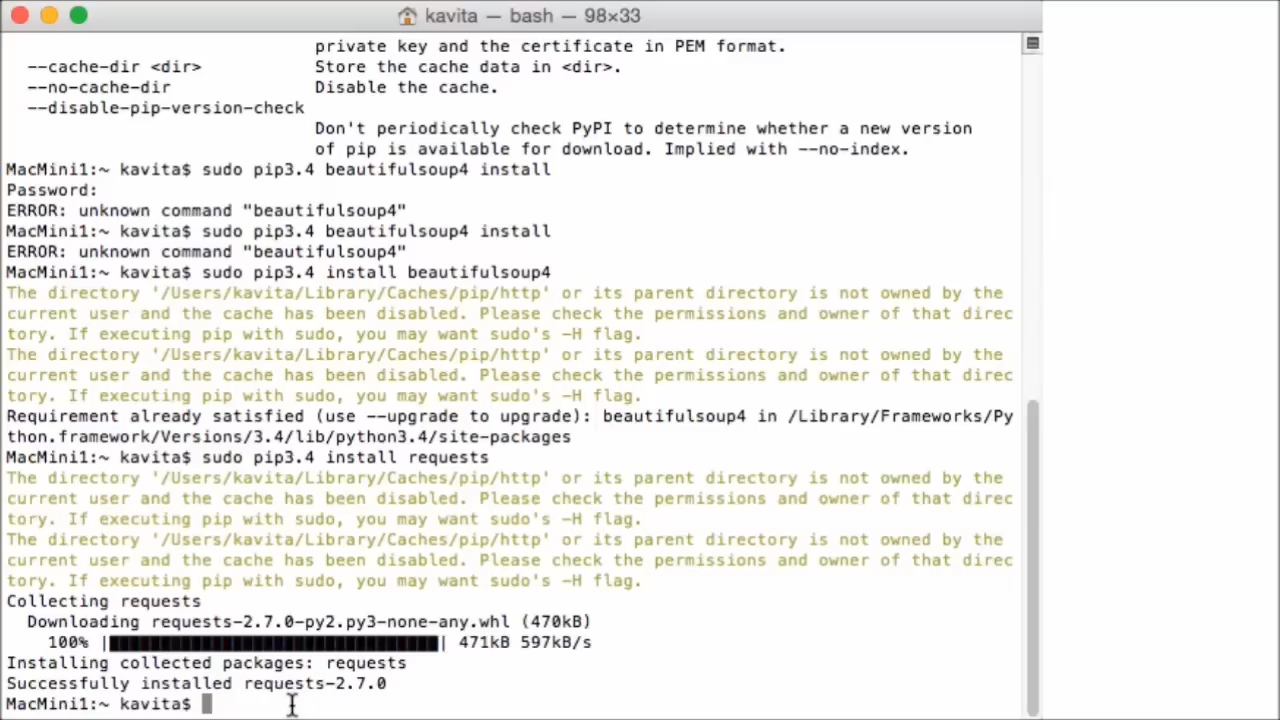 kavita — bash — 98×33
private key and the certificate in PEM format.
--cache-dir <dir> Store the cache data in <dir>.
--no-cache-dir Disable the cache.
--disable-pip-version-check
Don't periodically check PyPI to determine whether a new version
of pip is available for download. Implied with --no-index.
MacMini1:~ kavita$ sudo pip3.4 beautifulsoup4 install
Password:
ERROR: unknown command "beautifulsoup4"
MacMini1:~ kavita$ sudo pip3.4 beautifulsoup4 install
ERROR: unknown command "beautifulsoup4"
MacMini1:~ kavita$ sudo pip3.4 install beautifulsoup4
The directory '/Users/kavita/Library/Caches/pip/http' or its parent directory is not owned by the
current user and the cache has been disabled. Please check the permissions and owner of that direc
tory. If executing pip with sudo, you may want sudo's -H flag.
The directory '/Users/kavita/Library/Caches/pip/http' or its parent directory is not owned by the
current user and the cache has been disabled. Please check the permissions and owner of that direc
tory. If executing pip with sudo, you may want sudo's -H flag.
Requirement already satisfied (use --upgrade to upgrade): beautifulsoup4 in /Library/Frameworks/Py
thon.framework/Versions/3.4/lib/python3.4/site-packages
MacMini1:~ kavita$ sudo pip3.4 install requests
The directory '/Users/kavita/Library/Caches/pip/http' or its parent directory is not owned by the
current user and the cache has been disabled. Please check the permissions and owner of that direc
tory. If executing pip with sudo, you may want sudo's -H flag.
The directory '/Users/kavita/Library/Caches/pip/http' or its parent directory is not owned by the
current user and the cache has been disabled. Please check the permissions and owner of that direc
tory. If executing pip with sudo, you may want sudo's -H flag.
Collecting requests
Downloading requests-2.7.0-py2.py3-none-any.whl (470kB)
100% |████████████████████████████████| 471kB 597kB/s
Installing collected packages: requests
Successfully installed requests-2.7.0
MacMini1:~ kavita$